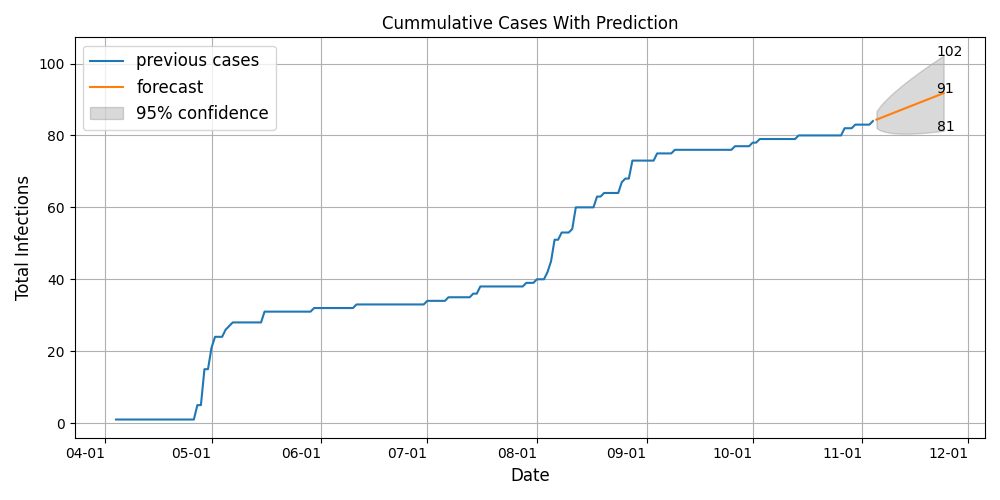 Cummulative Cases With Prediction
previous cases
forecast
95% confidence
102
91
81
Total Infections
100
80
60
40
20
0
04-01 05-01 06-01 07-01 08-01 09-01 10-01 11-01 12-01
Date